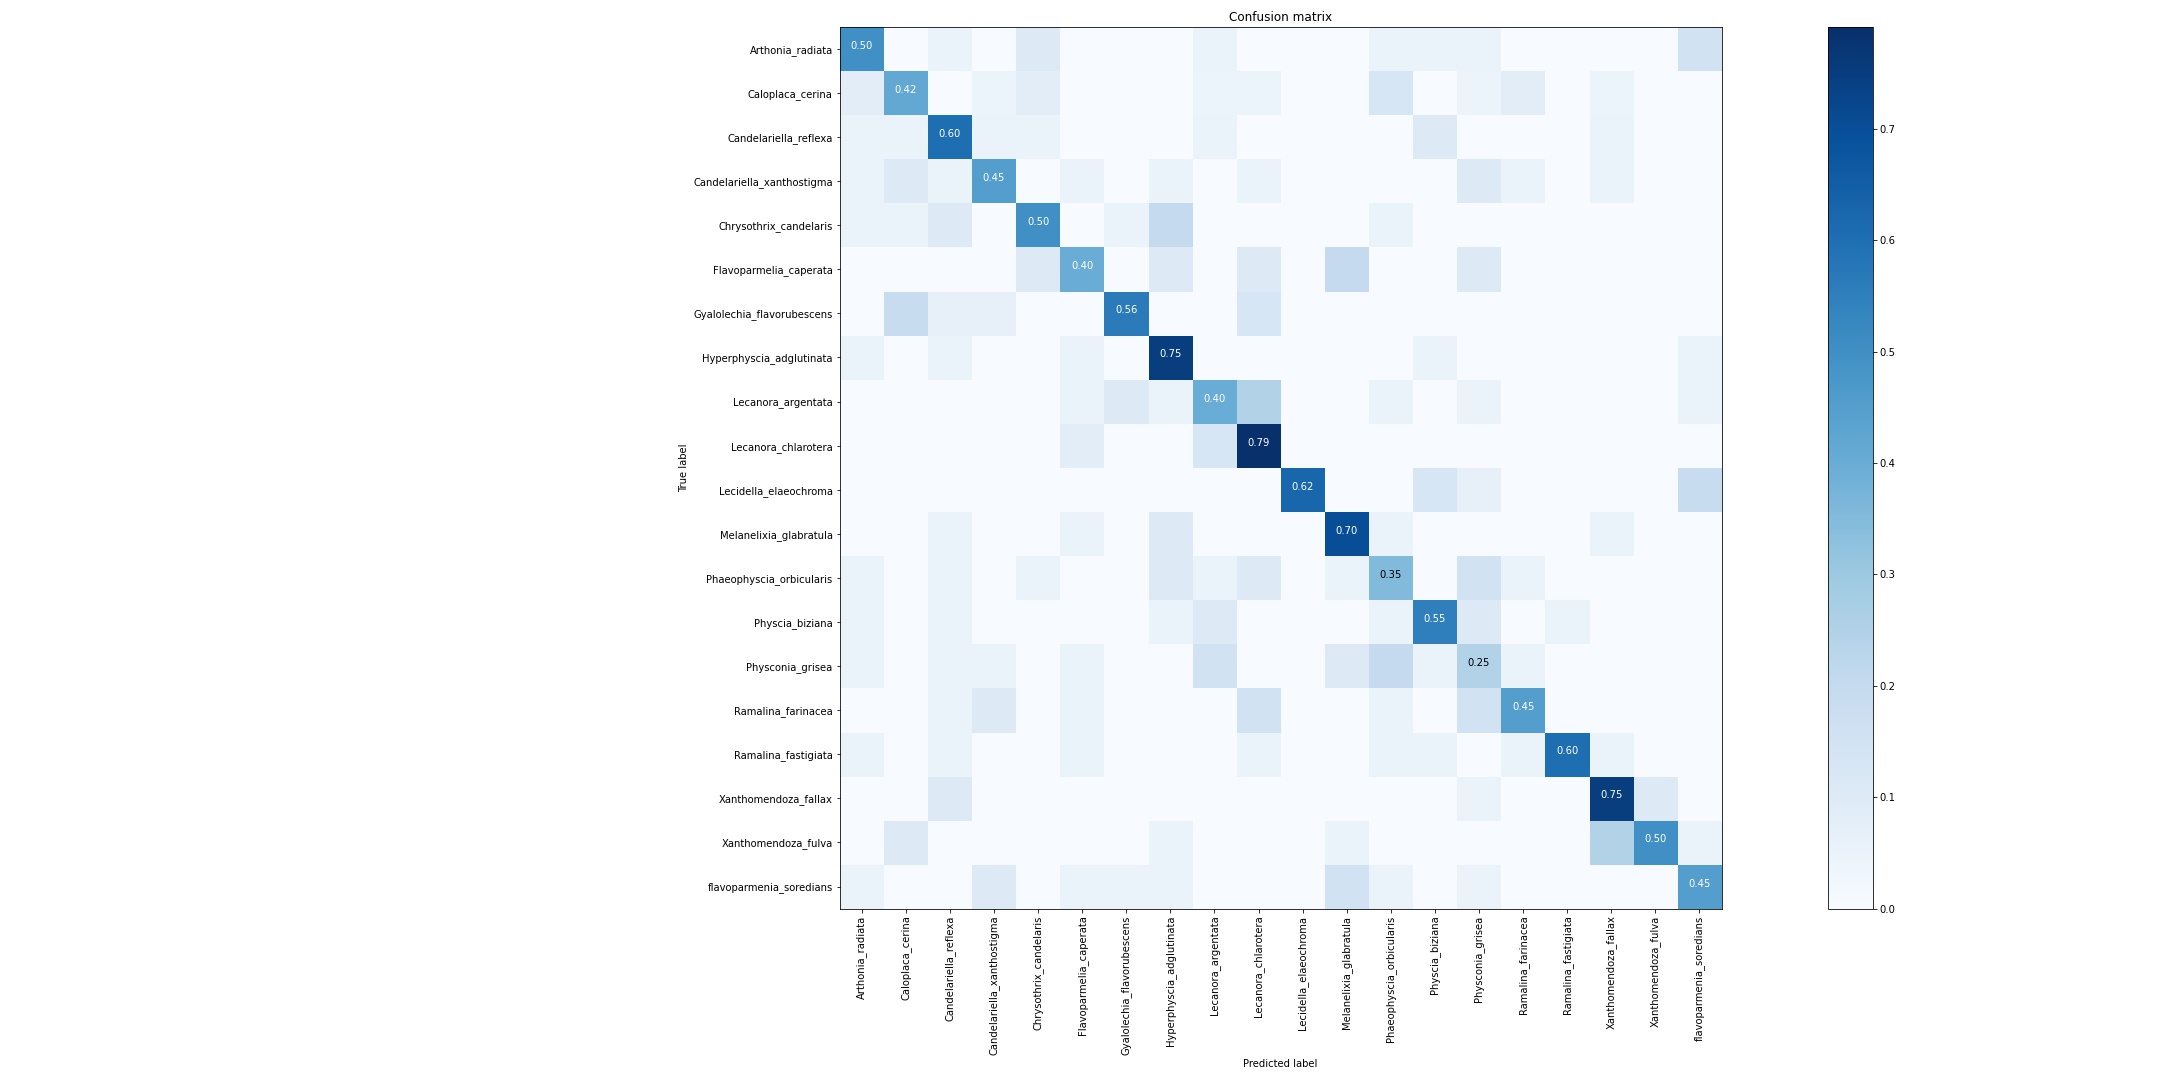 Confusion matrix
Arthonia_radiata
Caloplaca_cerina
Candelariella_reflexa
Candelariella_xanthostigma
Chrysothrix_candelaris
Flavoparmelia_caperata
Gyalolechia_flavorubescens
Hyperphyscia_adglutinata
Lecanora_argentata
Lecanora_chlarotera
Lecidella_elaeochroma
Melanelixia_glabratula
Phaeophyscia_orbicularis
Physcia_biziana
Physconia_grisea
Ramalina_farinacea
Ramalina_fastigiata
Xanthomendoza_fallax
Xanthomendoza_fulva
flavoparmenia_soredians
True label
0.50
0.42
0.60
0.45
0.50
0.40
0.56
0.75
0.40
0.79
0.62
0.70
0.35
0.55
0.25
0.45
0.60
0.75
0.50
0.45
Arthonia_radiata
Caloplaca_cerina
Candelariella_reflexa
Candelariella_xanthostigma
Chrysothrix_candelaris
Flavoparmelia_caperata
Gyalolechia_flavorubescens
Hyperphyscia_adglutinata
Lecanora_argentata
Lecanora_chlarotera
Lecidella_elaeochroma
Melanelixia_glabratula
Phaeophyscia_orbicularis
Physcia_biziana
Physconia_grisea
Ramalina_farinacea
Ramalina_fastigiata
Xanthomendoza_fallax
Xanthomendoza_fulva
flavoparmenia_soredians
Predicted label
0.7
0.6
0.5
0.4
0.3
0.2
0.1
0.0